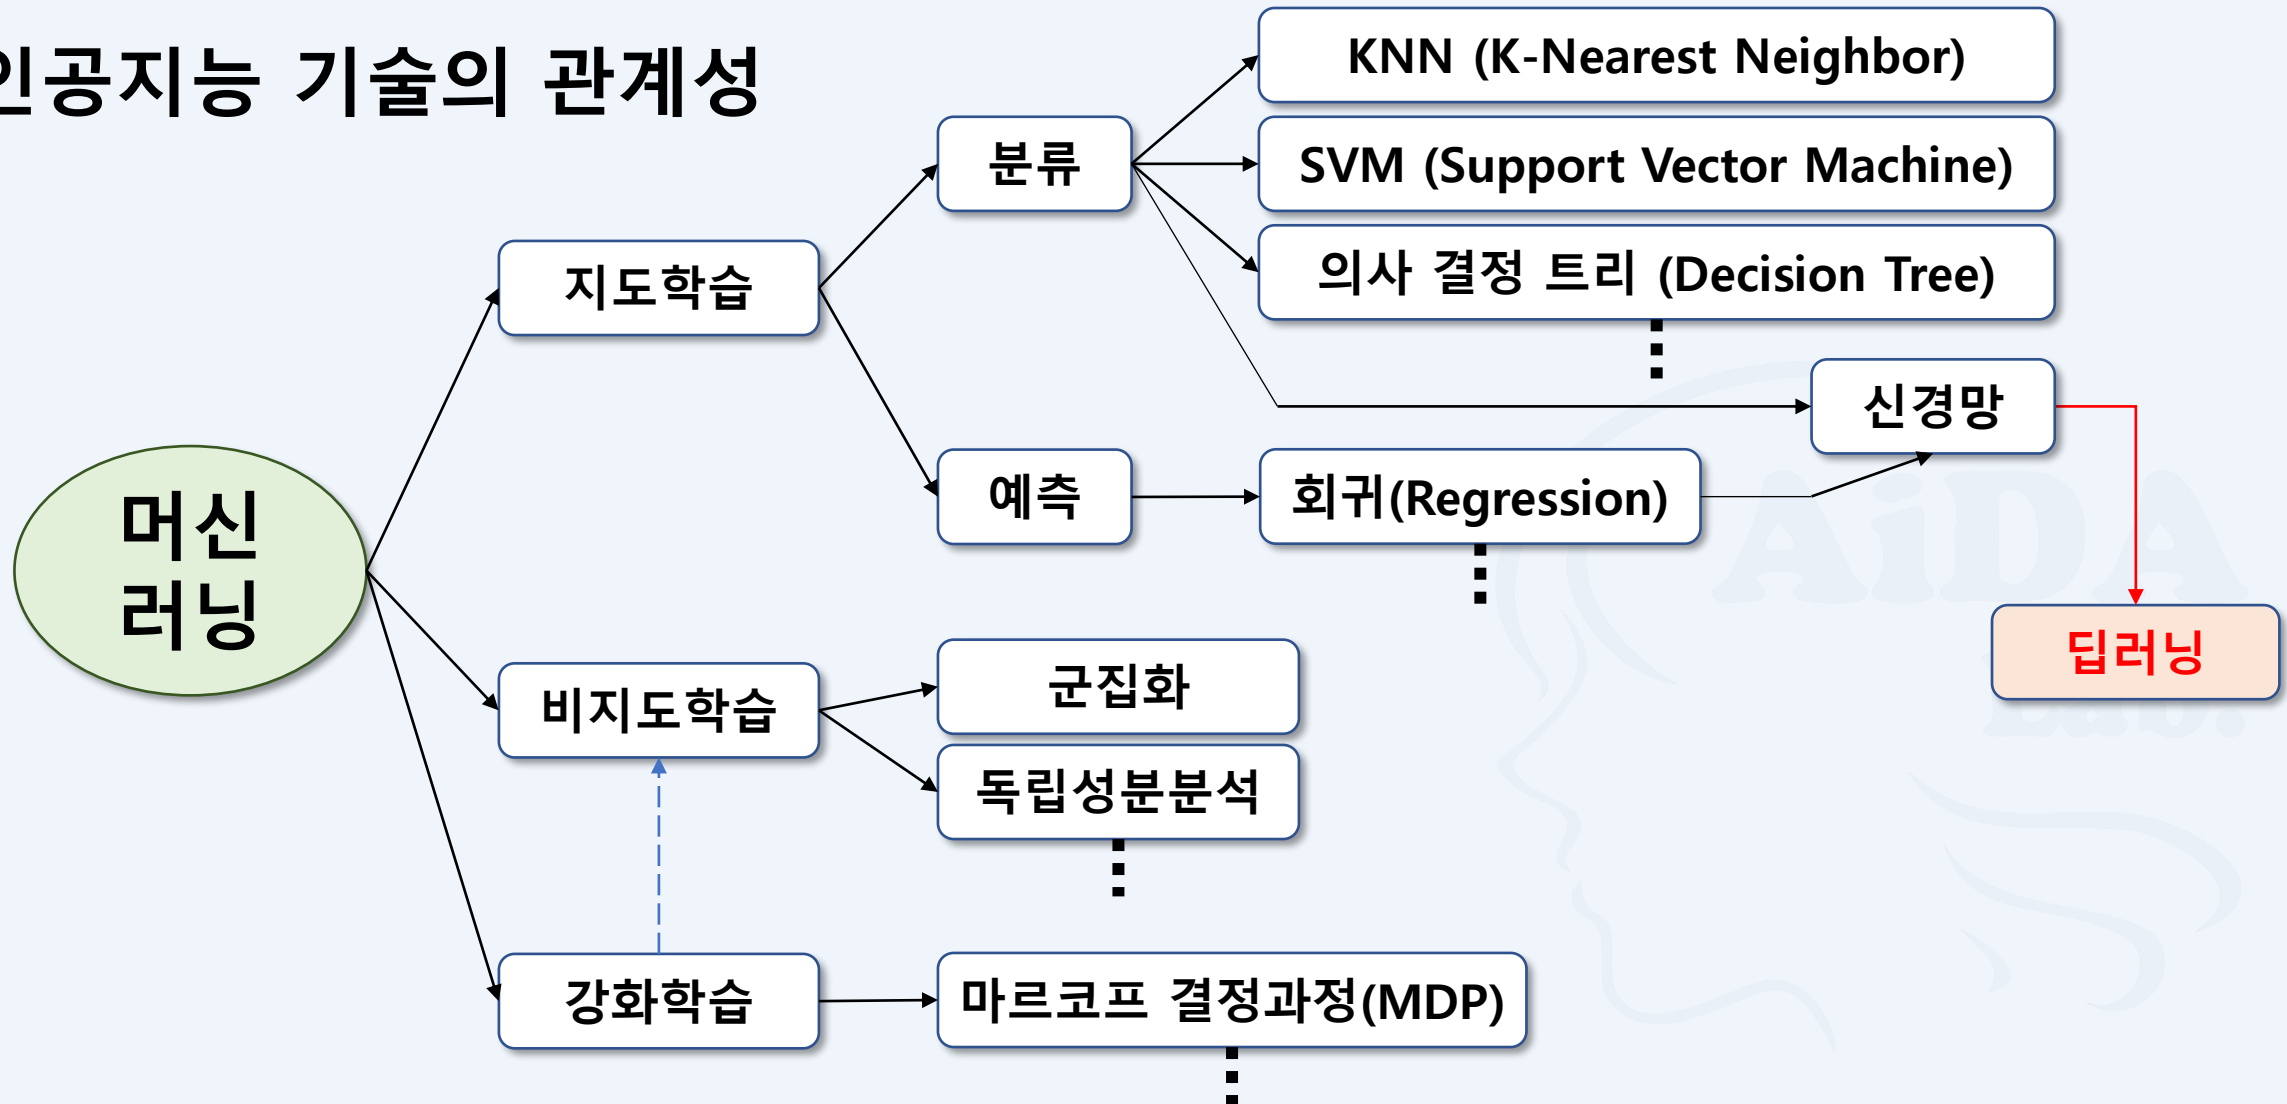 인공지능 기술의 관계성
KNN (K-Nearest Neighbor)
분류
SVM (Support Vector Machine)
지도학습
의사 결정 트리 (Decision Tree)
신경망
예측
회귀(Regression)
머신
러닝
딥러닝
비지도학습
군집화
독립성분분석
강화학습
마르코프 결정과정(MDP)
AiDA
Lab.